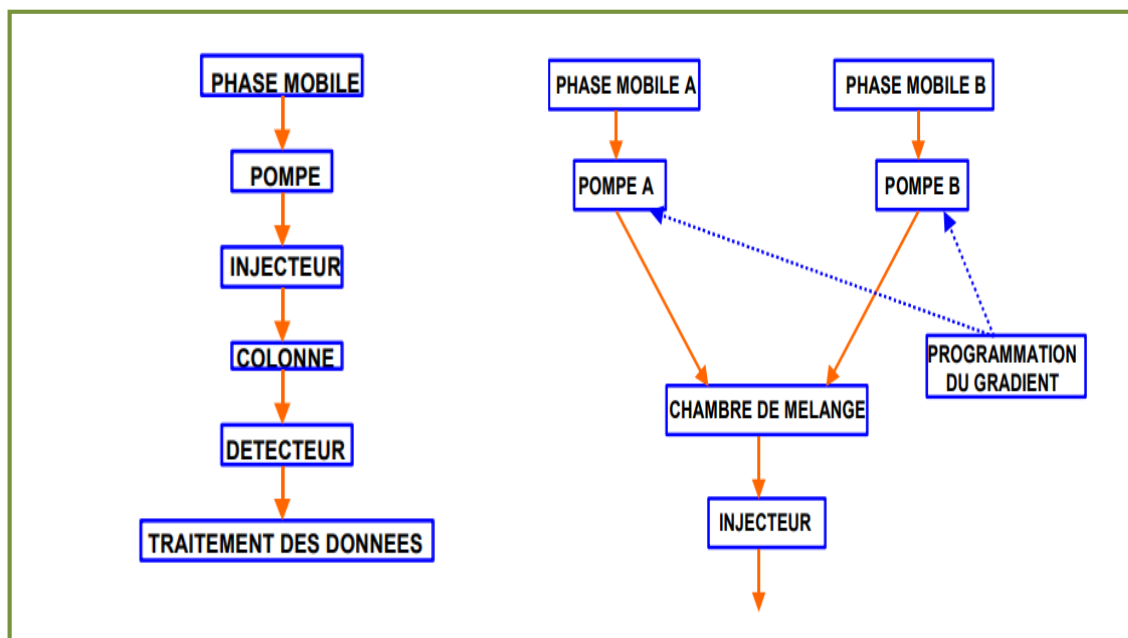 PHASE MOBILE
POMPE
INJECTEUR
COLONNE
DETECTEUR
TRAITEMENT DES DONNEES
PHASE MOBILE A
PHASE MOBILE B
POMPE A
POMPE B
PROGRAMMATION
DU GRADIENT
CHAMBRE DE MELANGE
INJECTEUR